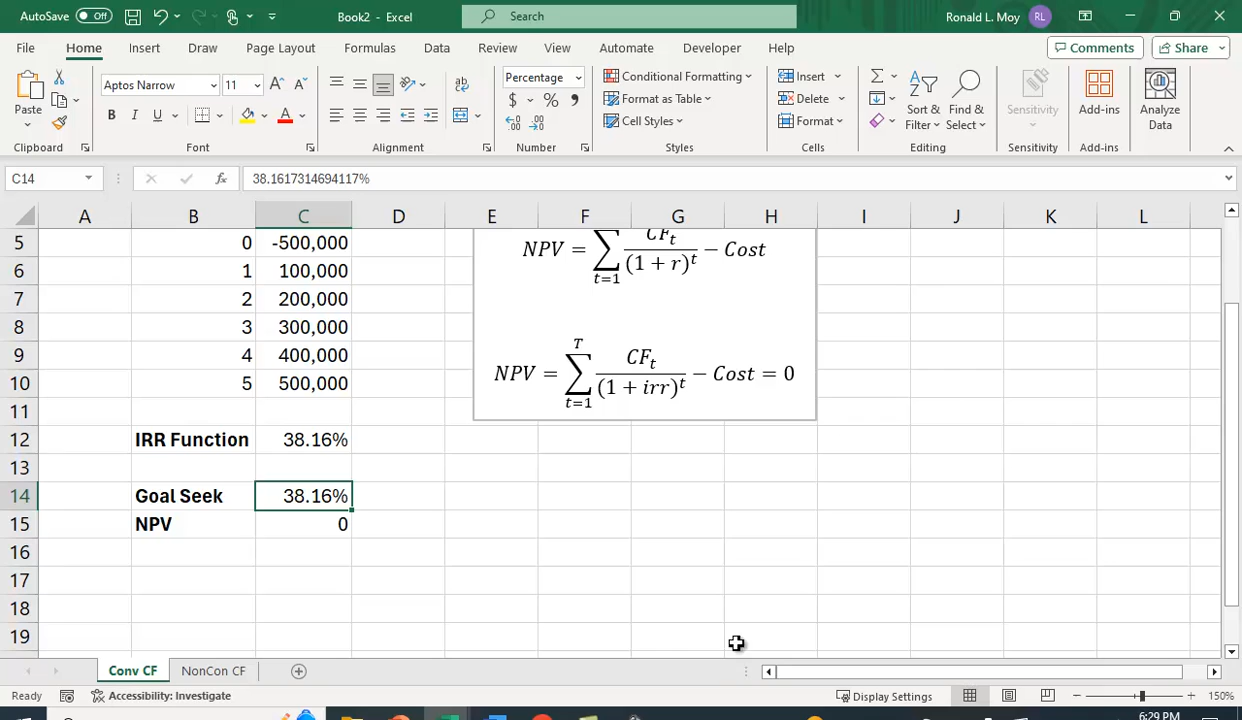 AutoSave Off Book2 - Excel Search Ronald L. Moy RL
File Home Insert Draw Page Layout Formulas Data Review View Automate Developer Help Comments Share
Aptos Narrow 11 A A Percentage Conditional Formatting Insert
Paste B I U A $ % , Format as Table Delete Sort & Find & Sensitivity Add-ins Analyze
Cell Styles Format Filter Select Data
Clipboard Font Alignment Number Styles Cells Editing Sensitivity Add-ins
C14 fx 38.1617314694117%
A B C D E F G H I J K L
5 0 -500,000
6 1 100,000
7 2 200,000
8 3 300,000
9 4 400,000
10 5 500,000
11
12 IRR Function 38.16%
13
14 Goal Seek 38.16%
15 NPV 0
16
17
18
19
NPV = ∑ t=1 CFt / (1 + r)^t − Cost
NPV = ∑ T t=1 CFt / (1 + irr)^t − Cost = 0
Conv CF NonCon CF
Ready Accessibility: Investigate Display Settings 150%
6:29 PM